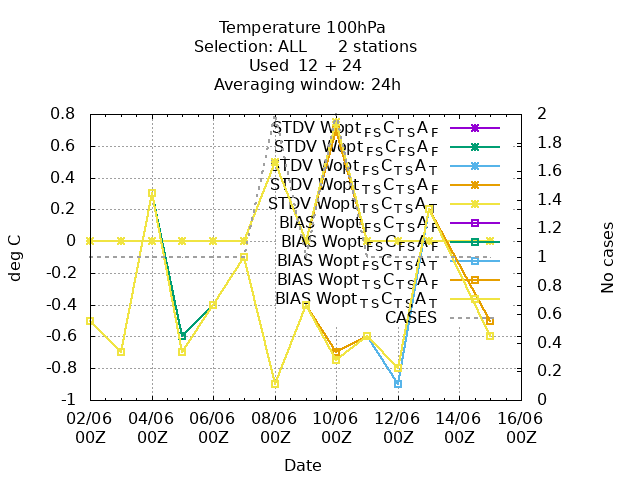 Temperature 100hPa
Selection: ALL 2 stations
Used 12 + 24
Averaging window: 24h
deg C
0.8
0.6
0.4
0.2
0
-0.2
-0.4
-0.6
-0.8
-1
STDV Wopt FS C TS A F
STDV Wopt FS C FS A F
STDV Wopt FS C TS A T
STDV Wopt TS C FS A F
STDV Wopt TS C TS A T
BIAS Wopt FS C TS A F
BIAS Wopt FS C FS A F
BIAS Wopt FS C TS A T
BIAS Wopt TS C FS A F
BIAS Wopt TS C TS A T
CASES
2
1.8
1.6
1.4
1.2
1
0.8
0.6
0.4
0.2
0
No cases
02/06 04/06 06/06 08/06 10/06 12/06 14/06 16/06
00Z 00Z 00Z 00Z 00Z 00Z 00Z 00Z
Date